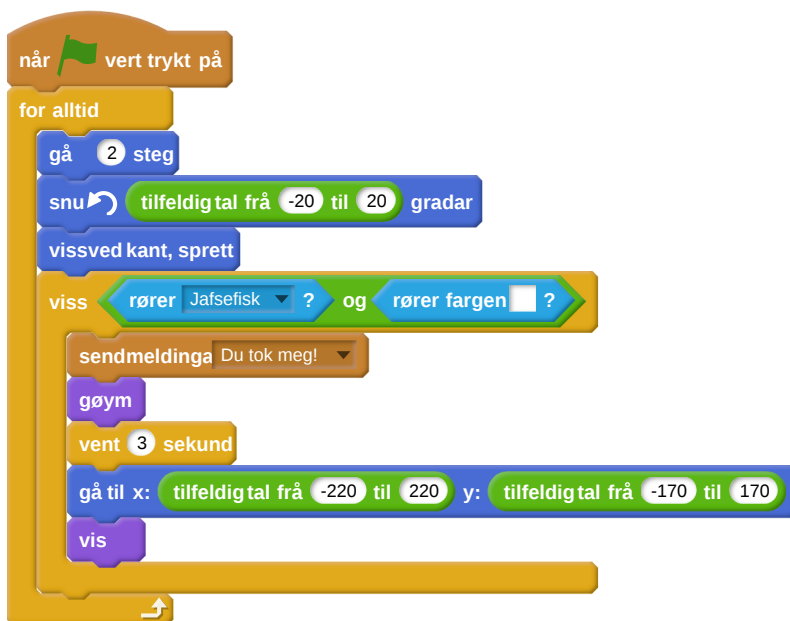 når vert trykt på
for alltid
gå 2 steg
snu tilfeldig tal frå -20 til 20 gradar
vissved kant, sprett
viss rører Jafsefisk ? og rører fargen ?
sendmeldinga Du tok meg!
gøym
vent 3 sekund
gå til x: tilfeldig tal frå -220 til 220 y: tilfeldig tal frå -170 til 170
vis